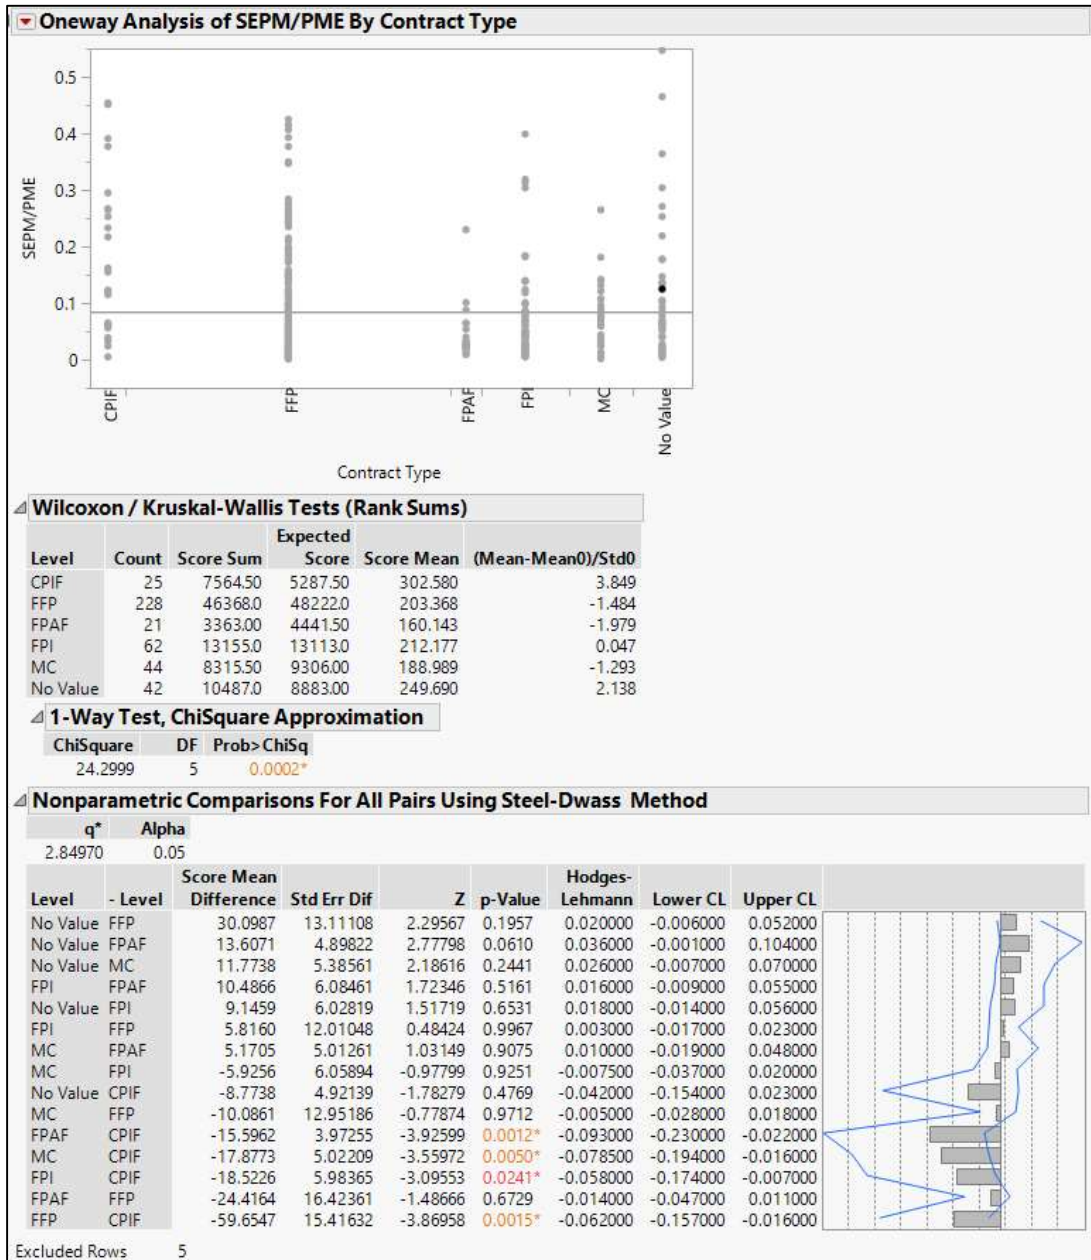 Oneway Analysis of SEPM/PME By Contract Type
0.5
0.4
0.3
0.2
0.1
0
SEPM/PME
CPIF
FFP
FPAF
FPI
MC
No Value
Contract Type
Wilcoxon / Kruskal-Wallis Tests (Rank Sums)
Level Count Score Sum Expected Score Score Mean (Mean-Mean0)/Std0
CPIF 25 7564.50 5287.50 302.580 3.849
FFP 228 46368.0 48222.0 203.368 -1.484
FPAF 21 3363.00 4441.50 160.143 -1.979
FPI 62 13155.0 13113.0 212.177 0.047
MC 44 8315.50 9306.00 188.989 -1.293
No Value 42 10487.0 8883.00 249.690 2.138
1-Way Test, ChiSquare Approximation
ChiSquare DF Prob>ChiSq
24.2999 5 0.0002*
Nonparametric Comparisons For All Pairs Using Steel-Dwass Method
q* Alpha
2.84970 0.05
Level - Level Score Mean Difference Std Err Dif Z p-Value Hodges-Lehmann Lower CL Upper CL
No Value FFP 30.0987 13.11108 2.29567 0.1957 0.020000 -0.006000 0.052000
No Value FPAF 13.6071 4.89822 2.77798 0.0610 0.036000 -0.001000 0.104000
No Value MC 11.7738 5.38561 2.18616 0.2441 0.026000 -0.007000 0.070000
FPI FPAF 10.4866 6.08461 1.72346 0.5161 0.016000 -0.009000 0.055000
No Value FPI 9.1459 6.02819 1.51719 0.6531 0.018000 -0.014000 0.056000
FPI FFP 5.8160 12.01048 0.48424 0.9967 0.003000 -0.017000 0.023000
MC FPAF 5.1705 5.01261 1.03149 0.9075 0.010000 -0.019000 0.048000
MC FPI -5.9256 6.05894 -0.97799 0.9251 -0.007500 -0.037000 0.020000
No Value CPIF -8.7738 4.92139 -1.78279 0.4769 -0.042000 -0.154000 0.023000
MC FFP -10.0861 12.95186 -0.77874 0.9712 -0.005000 -0.028000 0.018000
FPAF CPIF -15.5962 3.97255 -3.92599 0.0012* -0.093000 -0.230000 -0.022000
MC CPIF -17.8773 5.02209 -3.55972 0.0050* -0.078500 -0.194000 -0.016000
FPI CPIF -18.5226 5.98365 -3.09553 0.0241* -0.058000 -0.174000 -0.007000
FPAF FFP -24.4164 16.42361 -1.48666 0.6729 -0.014000 -0.047000 0.011000
FFP CPIF -59.6547 15.41632 -3.86958 0.0015* -0.062000 -0.157000 -0.016000
Excluded Rows 5